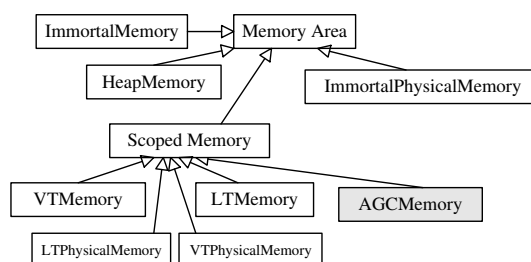 ImmortalMemory
Memory Area
HeapMemory
ImmortalPhysicalMemory
Scoped Memory
VTMemory
LTMemory
AGCMemory
LTPhysicalMemory
VTPhysicalMemory